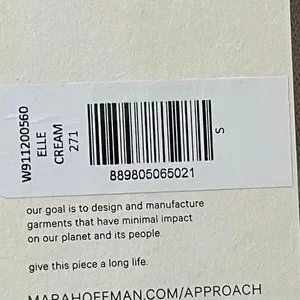 W911200560
ELLE
CREAM
271
S
889805065021
our goal is to design and manufacture
garments that have minimal impact
on our planet and its people.
give this piece a long life.
MARAHOFFMAN.COM/APPROACH